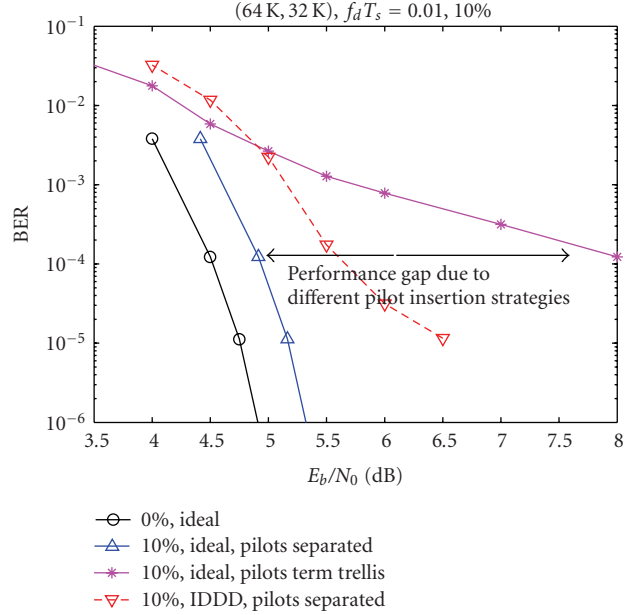 (64 K, 32 K), f_dT_s = 0.01, 10%
10^−1
10^−2
10^−3
10^−4
10^−5
10^−6
BER
Performance gap due to
different pilot insertion strategies
3.5 4 4.5 5 5.5 6 6.5 7 7.5 8
E_b/N_0 (dB)
0%, ideal
10%, ideal, pilots separated
10%, ideal, pilots term trellis
10%, IDDD, pilots separated